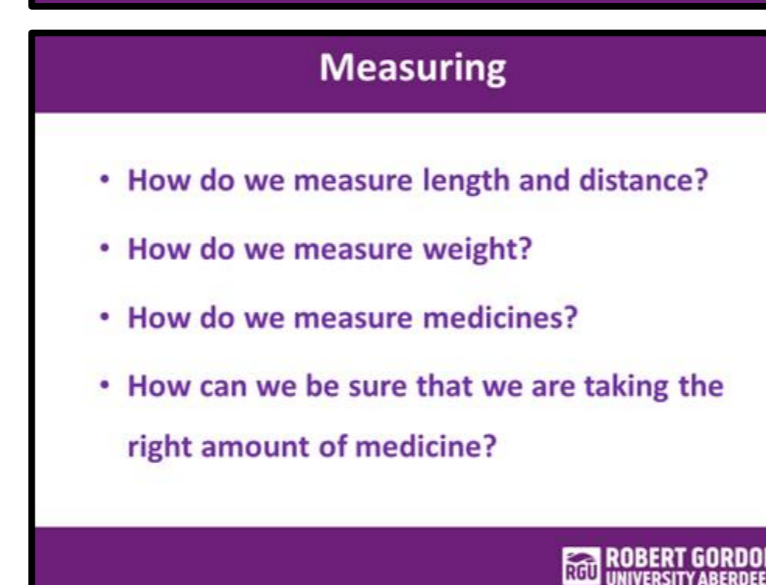 Measuring
• How do we measure length and distance?
• How do we measure weight?
• How do we measure medicines?
• How can we be sure that we are taking the
right amount of medicine?
RGU
ROBERT GORDON
UNIVERSITY ABERDEE